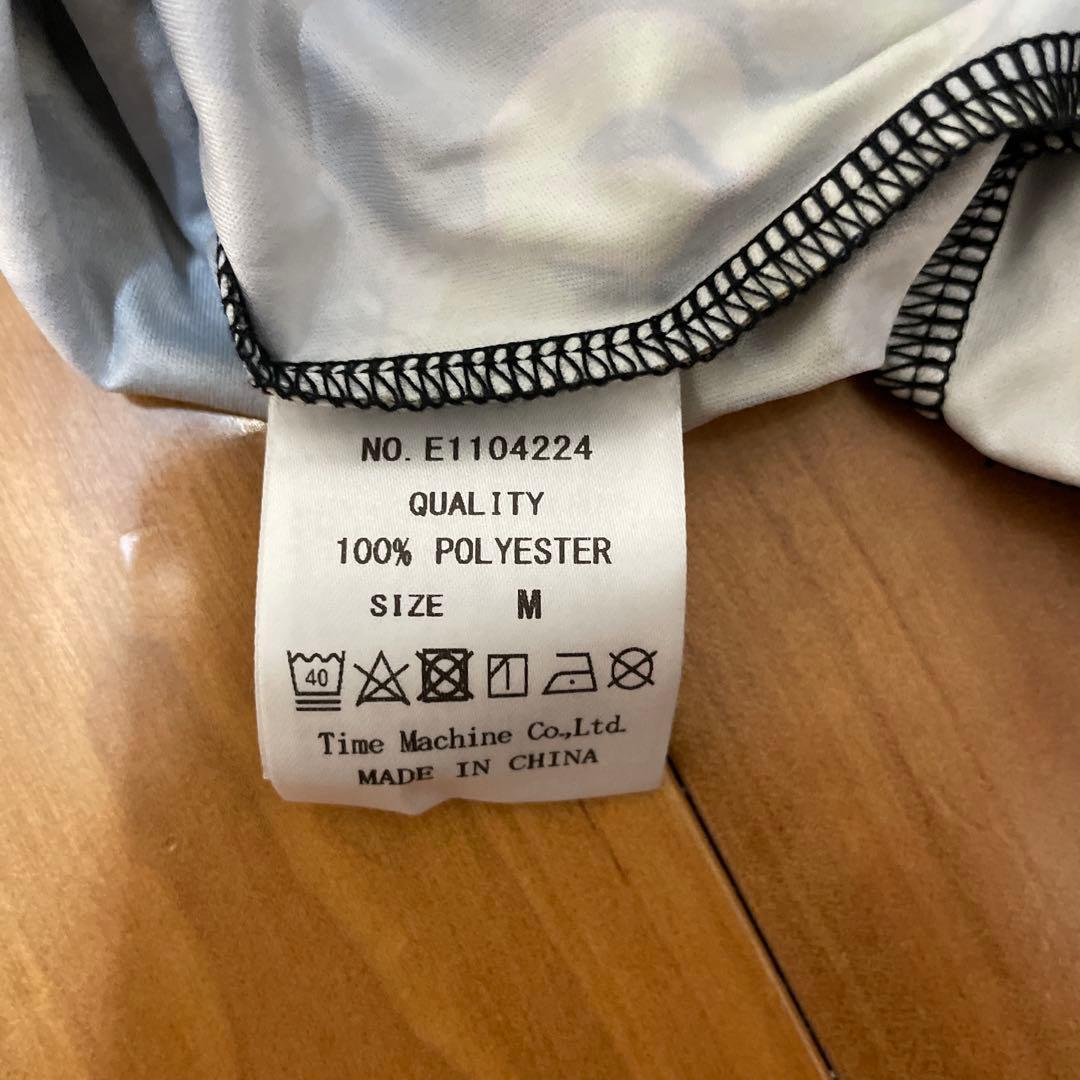 NO. E1104224
QUALITY
100% POLYESTER
SIZE M
40
Time Machine Co.,Ltd.
MADE IN CHINA